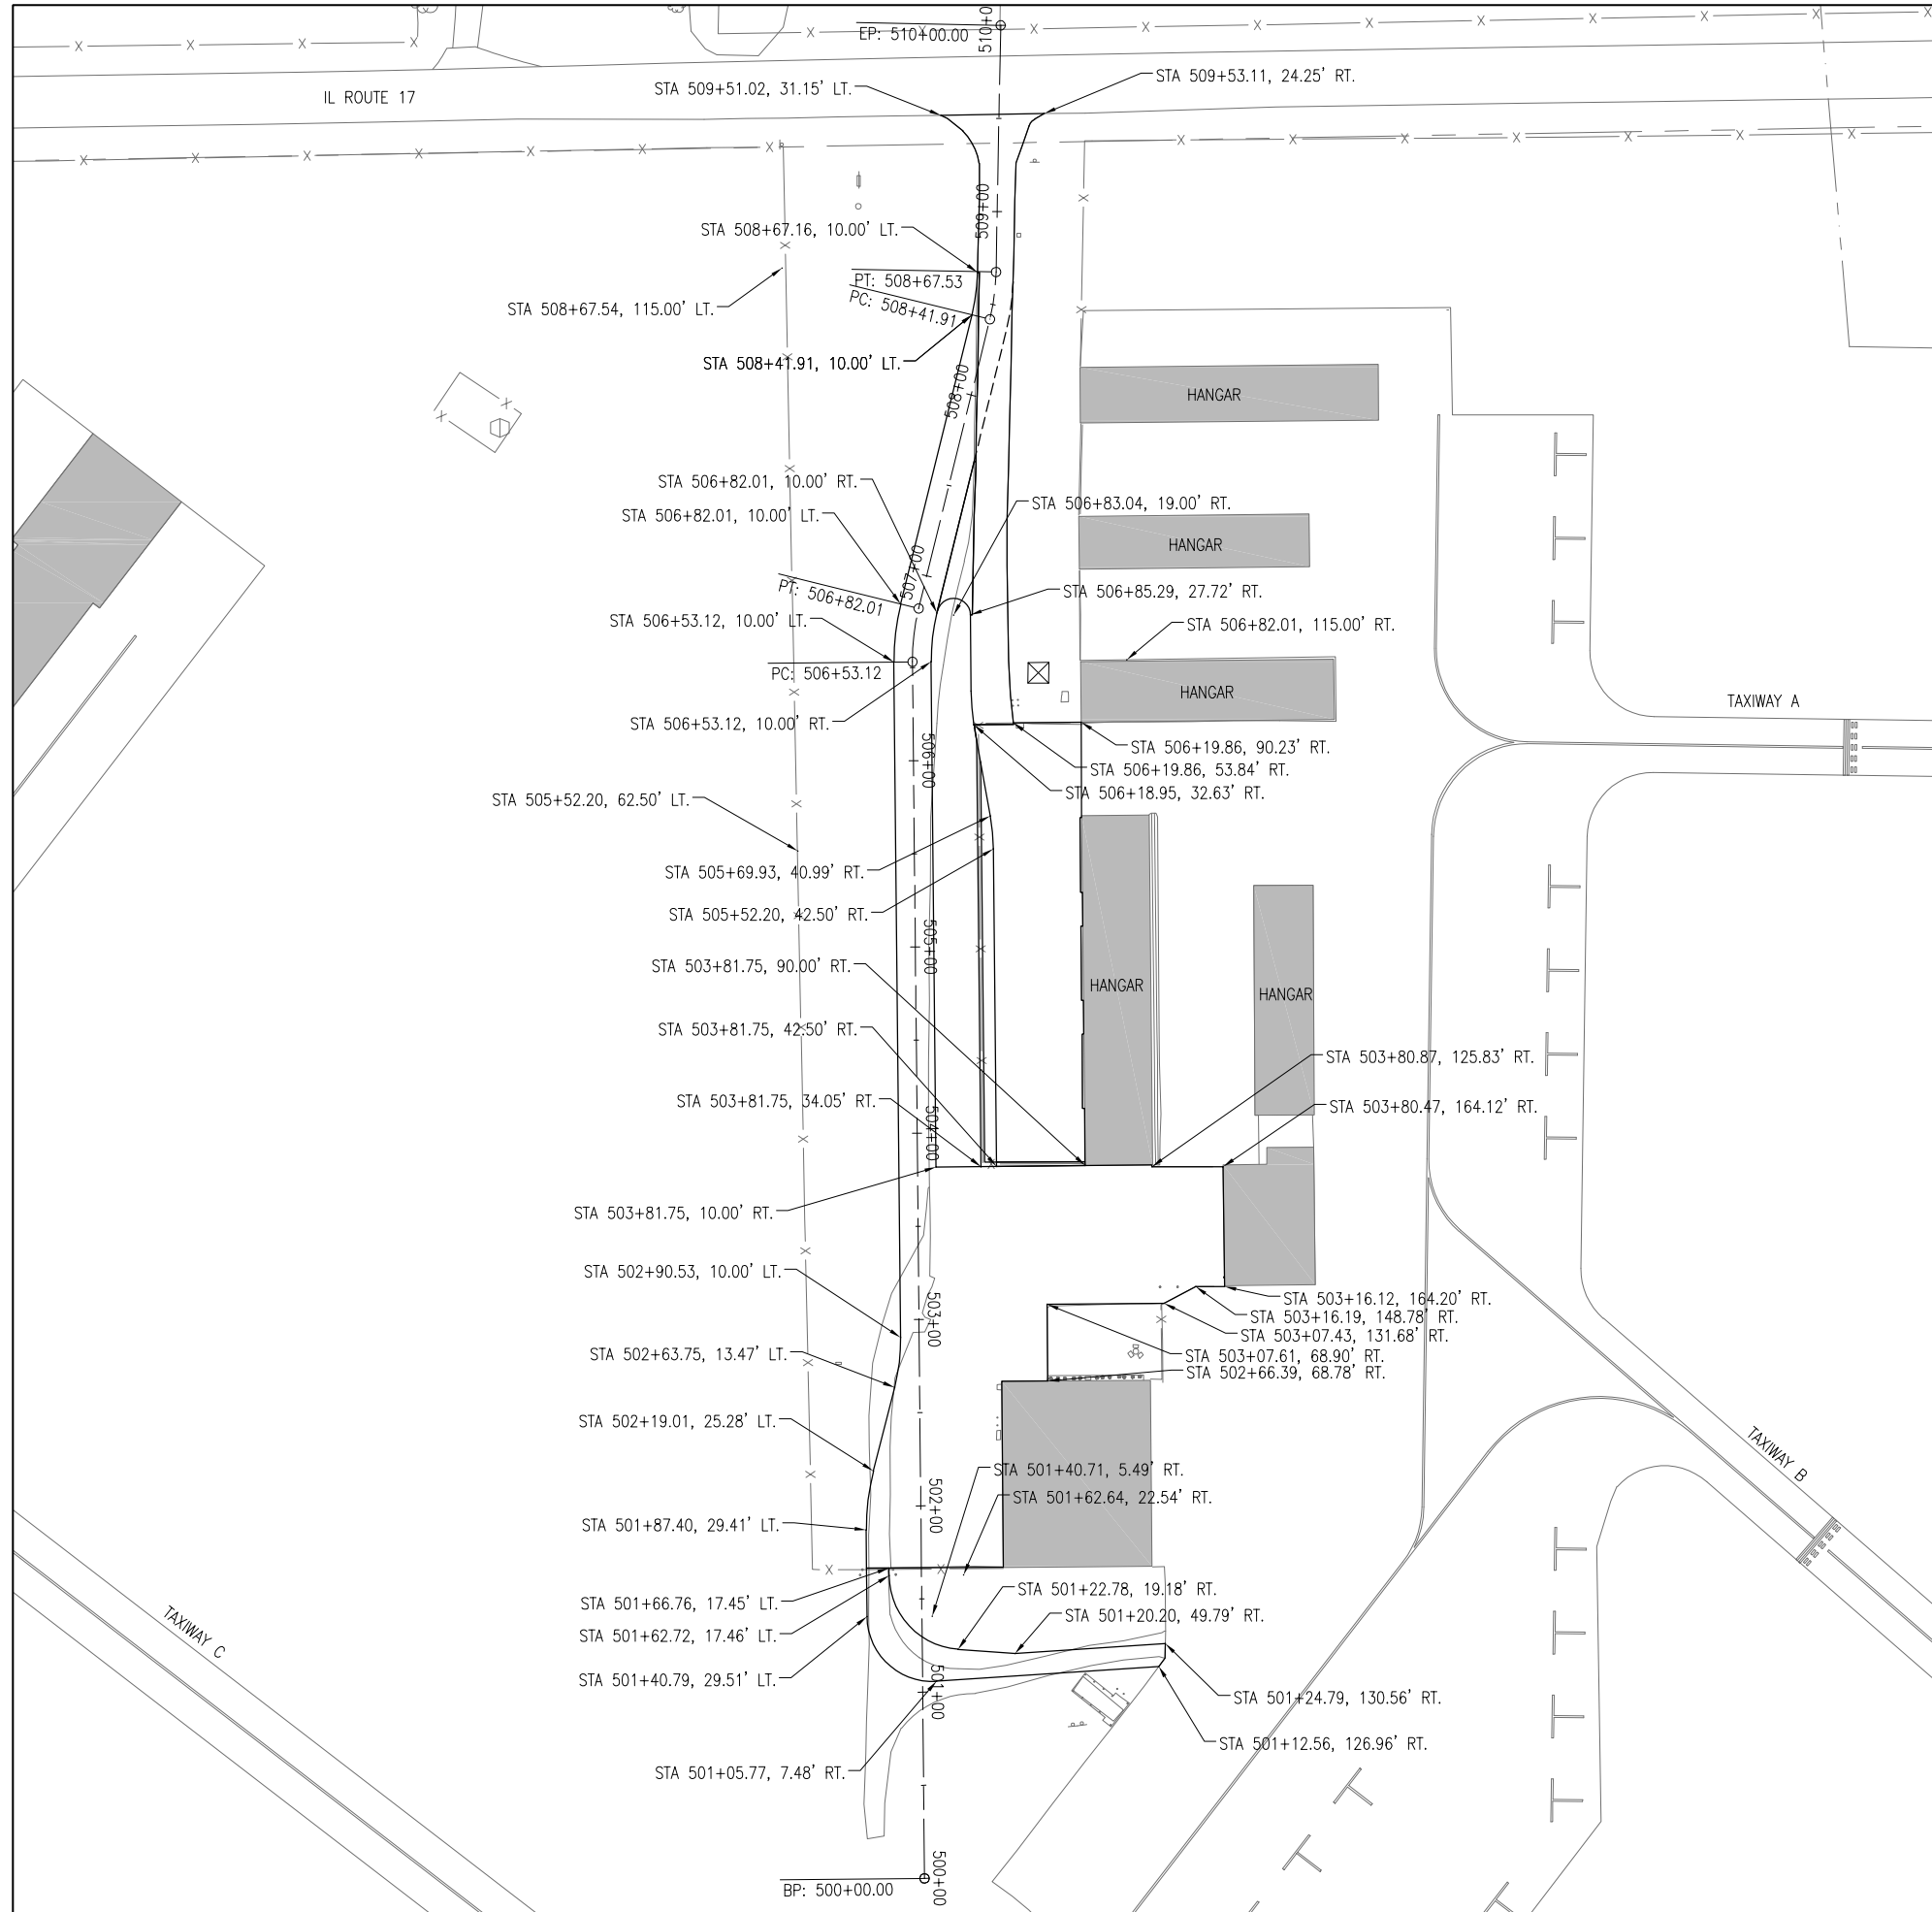 EP: 510+00.00
510+0
IL ROUTE 17
STA 509+51.02, 31.15' LT.
STA 509+53.11, 24.25' RT.
509+00
STA 508+67.16, 10.00' LT.
PT: 508+67.53
PC: 508+41.91
STA 508+67.54, 115.00' LT.
STA 508+41.91, 10.00' LT.
508+00
HANGAR
STA 506+82.01, 10.00' RT.
STA 506+83.04, 19.00' RT.
STA 506+82.01, 10.00' LT.
HANGAR
507+00
PT: 506+82.01
STA 506+85.29, 27.72' RT.
STA 506+53.12, 10.00' LT.
STA 506+82.01, 115.00' RT.
PC: 506+53.12
HANGAR
TAXIWAY A
STA 506+53.12, 10.00' RT.
STA 506+19.86, 90.23' RT.
506+00
STA 506+19.86, 53.84' RT.
STA 506+18.95, 32.63' RT.
STA 505+52.20, 62.50' LT.
STA 505+69.93, 40.99' RT.
STA 505+52.20, 42.50' RT.
505+00
STA 503+81.75, 90.00' RT.
HANGAR
HANGAR
STA 503+81.75, 42.50' RT.
STA 503+80.87, 125.83' RT.
STA 503+81.75, 34.05' RT.
STA 503+80.47, 164.12' RT.
504+00
STA 503+81.75, 10.00' RT.
STA 502+90.53, 10.00' LT.
STA 503+16.12, 164.20' RT.
STA 503+16.19, 148.78' RT.
503+00
STA 503+07.43, 131.68' RT.
STA 502+63.75, 13.47' LT.
STA 503+07.61, 68.90' RT.
STA 502+66.39, 68.78' RT.
STA 502+19.01, 25.28' LT.
TAXIWAY B
STA 501+40.71, 5.49' RT.
STA 501+62.64, 22.54' RT.
502+00
STA 501+87.40, 29.41' LT.
STA 501+22.78, 19.18' RT.
STA 501+66.76, 17.45' LT.
STA 501+20.20, 49.79' RT.
TAXIWAY C
STA 501+62.72, 17.46' LT.
STA 501+40.79, 29.51' LT.
501+00
STA 501+24.79, 130.56' RT.
STA 501+12.56, 126.96' RT.
STA 501+05.77, 7.48' RT.
500+00
BP: 500+00.00